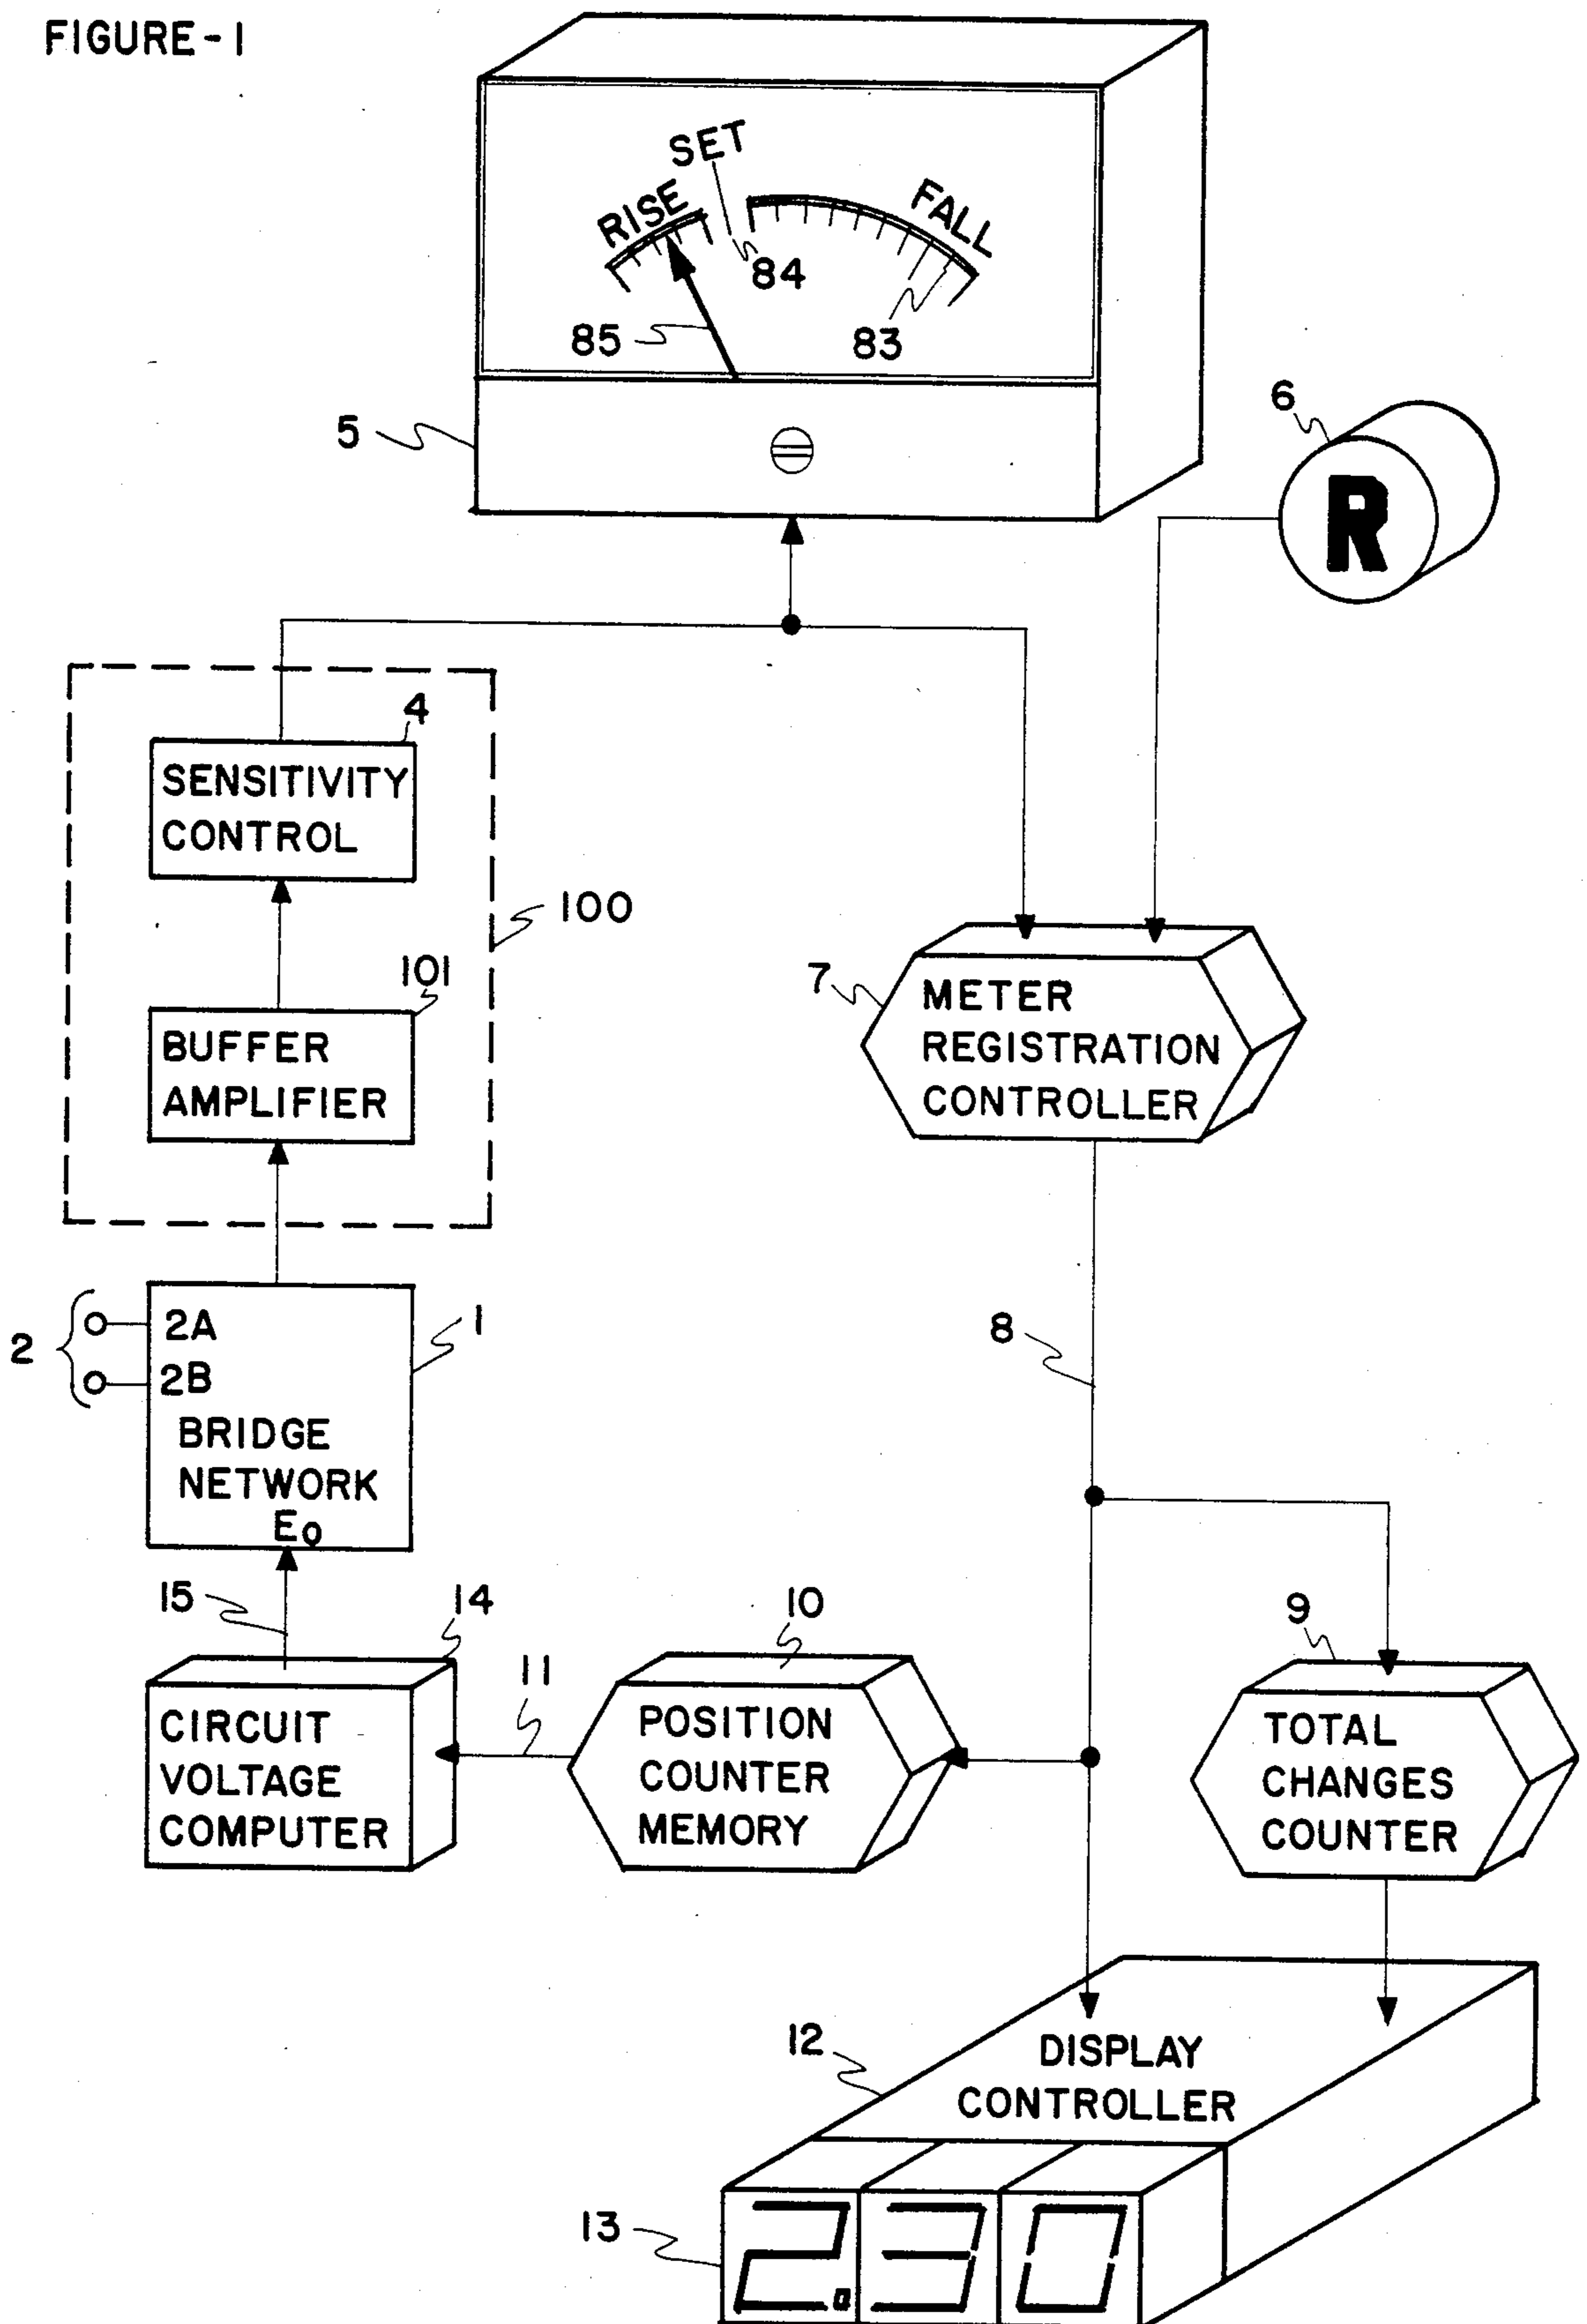 FIGURE-1
SET
RISE
FALL
84
85
83
5
6
R
4
SENSITIVITY
CONTROL
100
101
BUFFER
AMPLIFIER
7
METER
REGISTRATION
CONTROLLER
2
2A
2B
1
BRIDGE
NETWORK
EO
8
15
14
11
10
9
CIRCUIT
VOLTAGE
COMPUTER
POSITION
COUNTER
MEMORY
TOTAL
CHANGES
COUNTER
12
DISPLAY
CONTROLLER
13
2.30